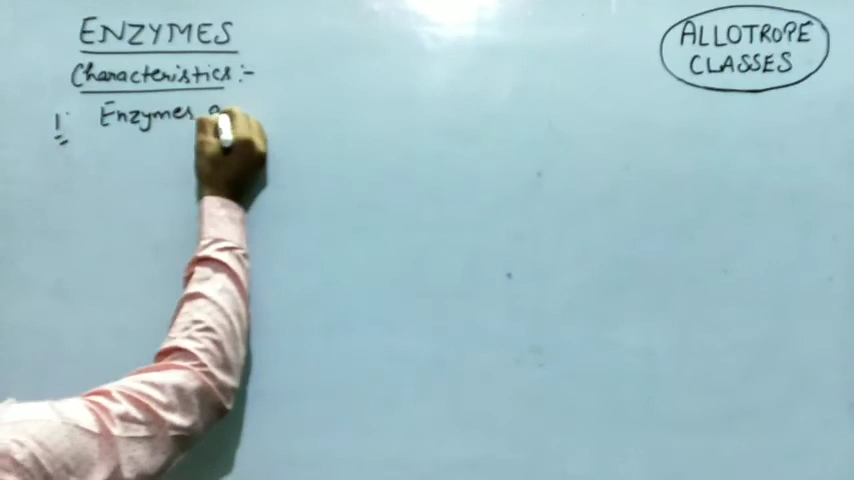 ENZYMES
Characteristics :-
1. Enzymes
ALLOTROPE
CLASSES